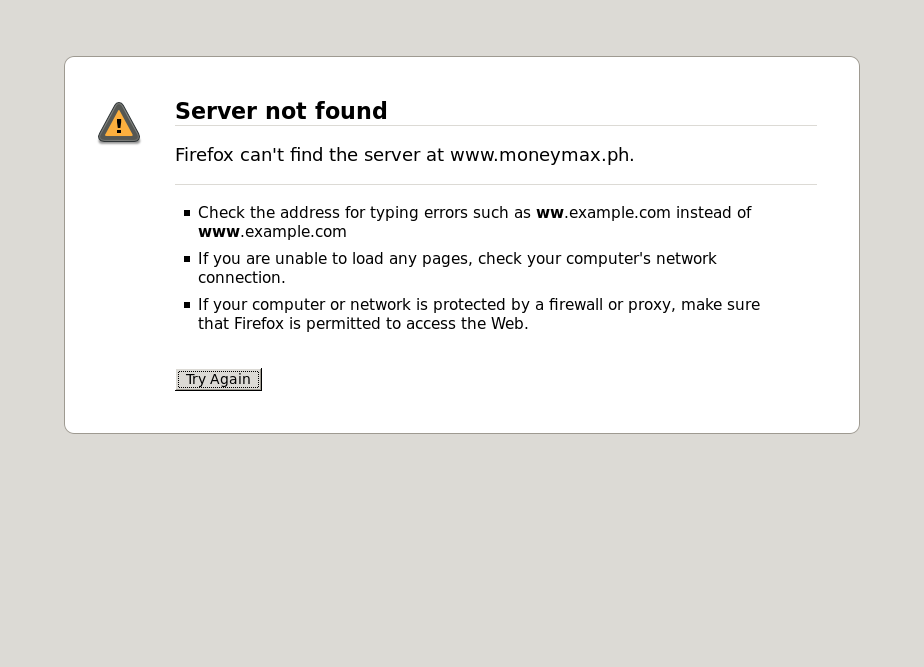 Server not found
Firefox can't find the server at www.moneymax.ph.
Check the address for typing errors such as ww.example.com instead of
www.example.com
If you are unable to load any pages, check your computer's network
connection.
If your computer or network is protected by a firewall or proxy, make sure
that Firefox is permitted to access the Web.
Try Again